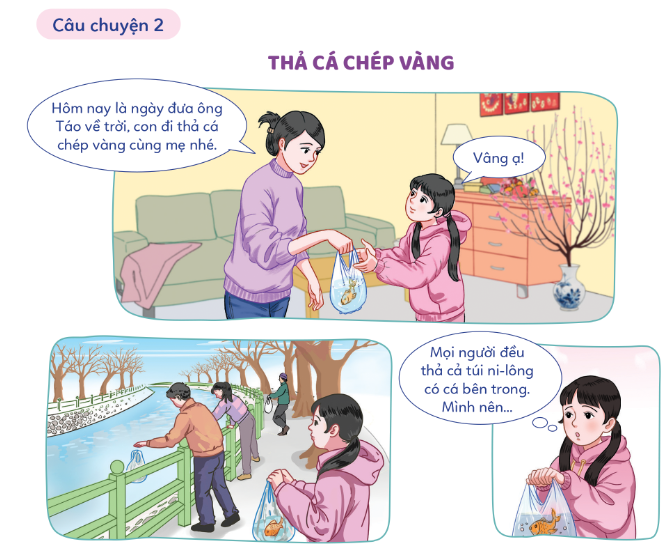 Câu chuyện 2
THẢ CÁ CHÉP VÀNG
Hôm nay là ngày đưa ông
Táo về trời, con đi thả cá
chép vàng cùng mẹ nhé.
Vâng ạ!
Mọi người đều
thả cả túi ni-lông
có cá bên trong.
Mình nên...